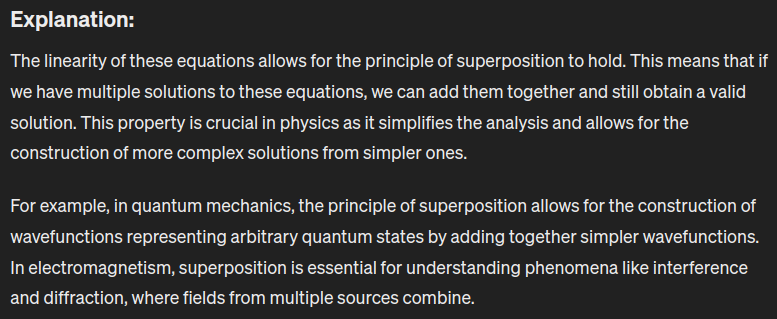 Explanation:
The linearity of these equations allows for the principle of superposition to hold. This means that if
we have multiple solutions to these equations, we can add them together and still obtain a valid
solution. This property is crucial in physics as it simplifies the analysis and allows for the
construction of more complex solutions from simpler ones.
For example, in quantum mechanics, the principle of superposition allows for the construction of
wavefunctions representing arbitrary quantum states by adding together simpler wavefunctions.
In electromagnetism, superposition is essential for understanding phenomena like interference
and diffraction, where fields from multiple sources combine.